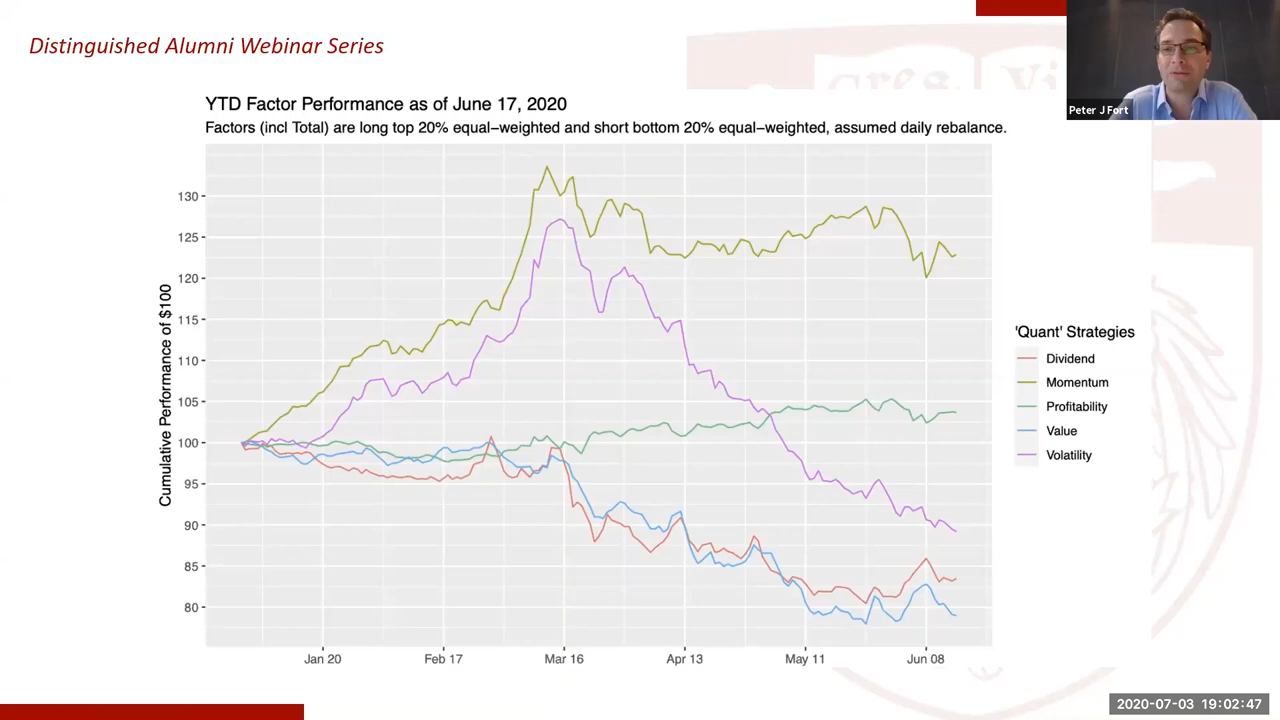 Distinguished Alumni Webinar Series
Cres
Vi
Peter J Fort
YTD Factor Performance as of June 17, 2020
Factors (incl Total) are long top 20% equal–weighted and short bottom 20% equal–weighted, assumed daily rebalance.
Cumulative Performance of $100
130
125
120
115
110
105
100
95
90
85
80
Jan 20
Feb 17
Mar 16
Apr 13
May 11
Jun 08
'Quant' Strategies
Dividend
Momentum
Profitability
Value
Volatility
2020-07-03 19:02:47